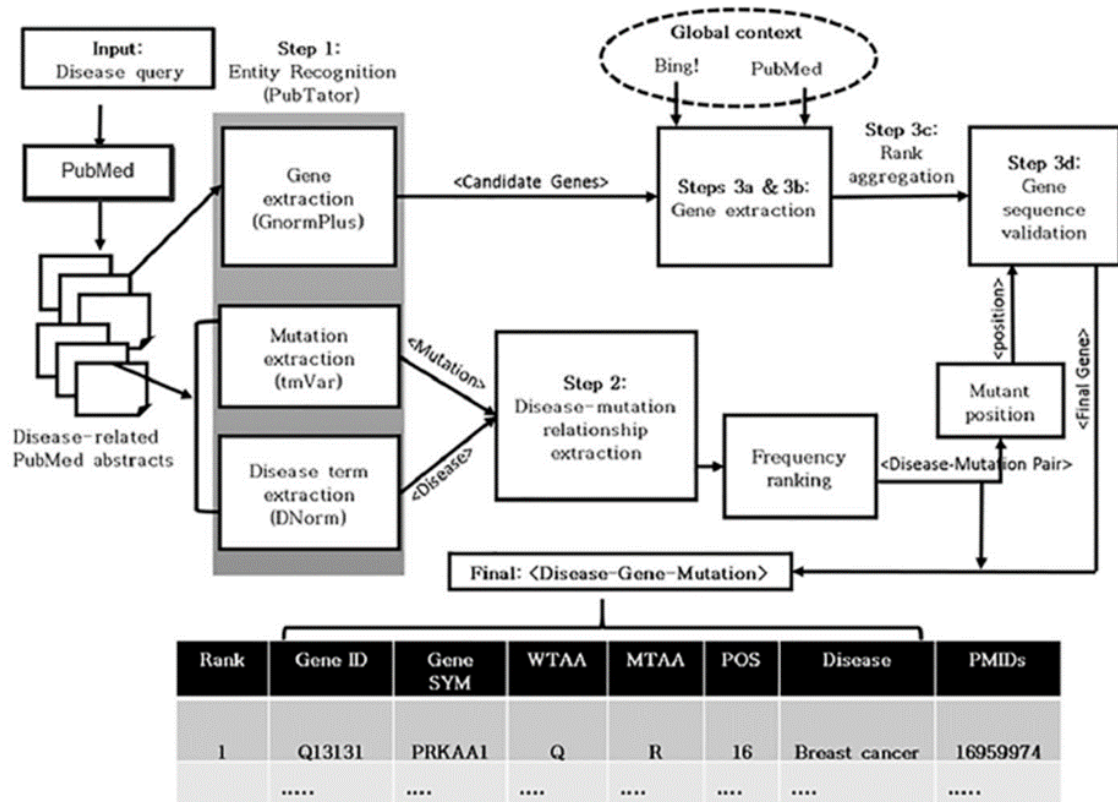 Input:
Disease query
PubMed
Disease-related
PubMed abstracts
Step 1:
Entity Recognition
(PubTator)
Gene
extraction
(GnormPlus)
Mutation
extraction
(tmVar)
Disease term
extraction
(DNorm)
<Candidate Genes>
<Mutation>
<Disease>
Global context
Bing!
PubMed
Steps 3a & 3b:
Gene extraction
Step 3c:
Rank
aggregation
Step 3d:
Gene
sequence
validation
Step 2:
Disease-mutation
relationship
extraction
Frequency
ranking
<Disease-Mutation Pair>
Mutant
position
<position>
<Final Gene>
Final: <Disease-Gene-Mutation>
Rank Gene ID Gene SYM WTAA MTAA POS Disease PMIDs
1 Q13131 PRKAA1 Q R 16 Breast cancer 16959974
..... .... .... .... .... .... .....